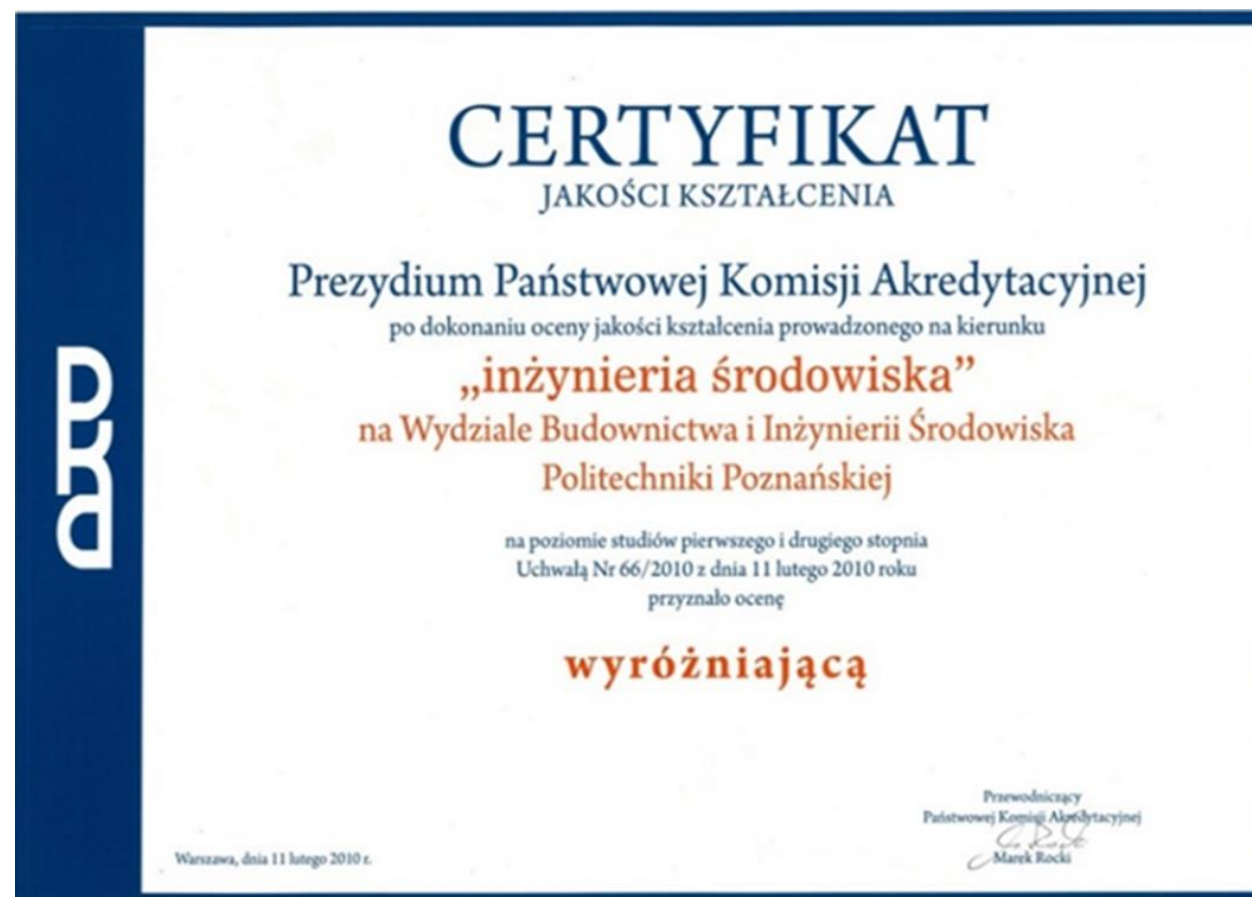 CERTYFIKAT
JAKOŚCI KSZTAŁCENIA
Prezydium Państwowej Komisji Akredytacyjnej
po dokonaniu oceny jakości kształcenia prowadzonego na kierunku
„inżynieria środowiska”
na Wydziale Budownictwa i Inżynierii Środowiska
Politechniki Poznańskiej
na poziomie studiów pierwszego i drugiego stopnia
Uchwałą Nr 66/2010 z dnia 11 lutego 2010 roku
przyznało ocenę
wyróżniającą
Przewodniczący
Państwowej Komisji Akredytacyjnej
Marek Rocki
Warszawa, dnia 11 lutego 2010 r.
pka